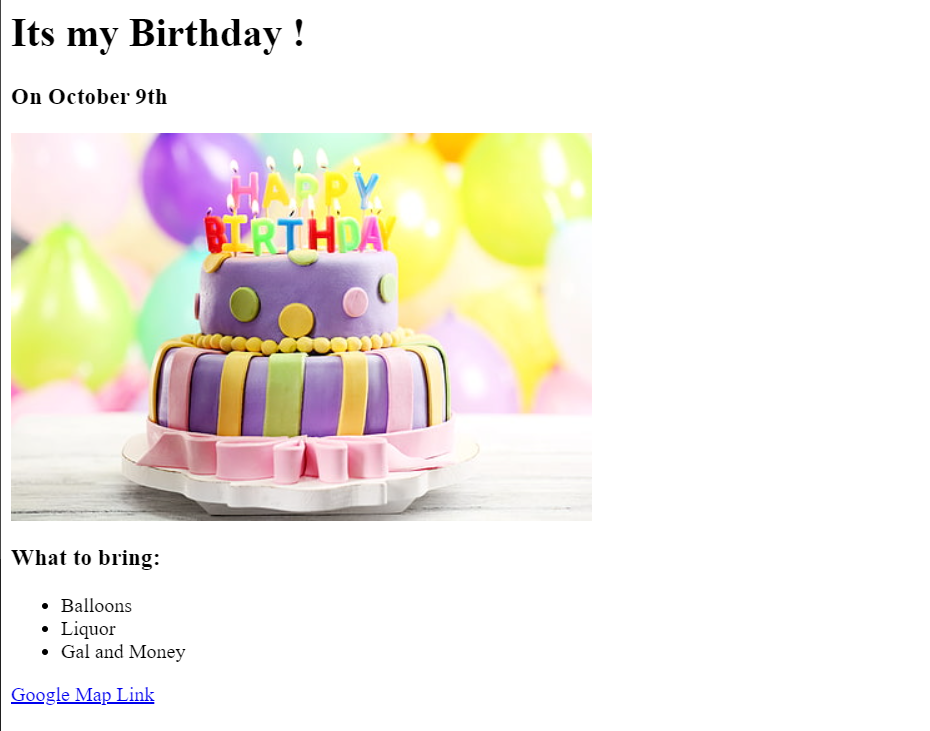 Its my Birthday !
On October 9th
HAPPY
BIRTHDAY
What to bring:
Balloons
Liquor
Gal and Money
Google Map Link